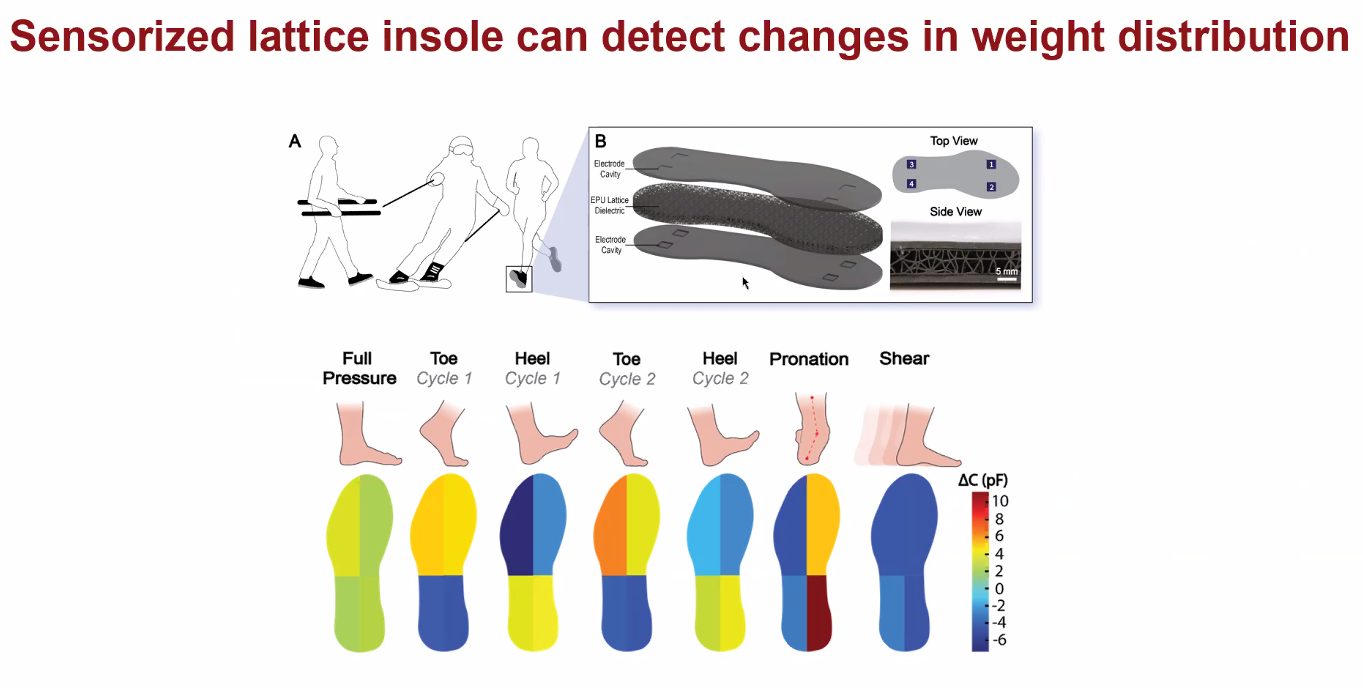 Sensorized lattice insole can detect changes in weight distribution
A
B
Electrode
Cavity
EPU Lattice
Dielectric
Electrode
Cavity
Top View
3
1
4
2
Side View
5 mm
Full
Pressure
Toe
Cycle 1
Heel
Cycle 1
Toe
Cycle 2
Heel
Cycle 2
Pronation
Shear
ΔC (pF)
10
8
6
4
2
0
-2
-4
-6